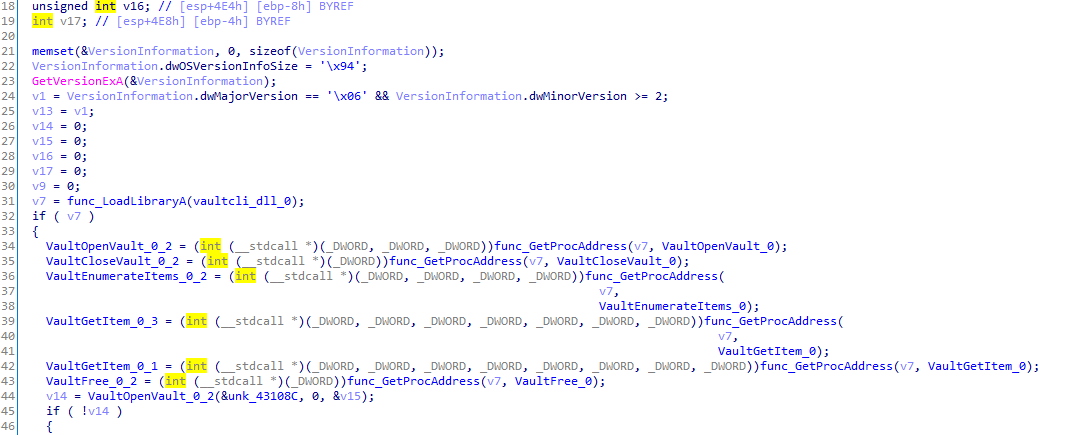 18 unsigned int v16; // [esp+4E4h] [ebp-8h] BYREF
19 int v17; // [esp+4E8h] [ebp-4h] BYREF
20
21 memset(&VersionInformation, 0, sizeof(VersionInformation));
22 VersionInformation.dwOSVersionInfoSize = '\x94';
23 GetVersionExA(&VersionInformation);
24 v1 = VersionInformation.dwMajorVersion == '\x06' && VersionInformation.dwMinorVersion >= 2;
25 v13 = v1;
26 v14 = 0;
27 v15 = 0;
28 v16 = 0;
29 v17 = 0;
30 v9 = 0;
31 v7 = func_LoadLibraryA(vaultcli_dll_0);
32 if ( v7 )
33 {
34 VaultOpenVault_0_2 = (int (__stdcall *)(_DWORD, _DWORD, _DWORD))func_GetProcAddress(v7, VaultOpenVault_0);
35 VaultCloseVault_0_2 = (int (__stdcall *)(_DWORD))func_GetProcAddress(v7, VaultCloseVault_0);
36 VaultEnumerateItems_0_2 = (int (__stdcall *)(_DWORD, _DWORD, _DWORD, _DWORD))func_GetProcAddress(
37 v7,
38 VaultEnumerateItems_0);
39 VaultGetItem_0_3 = (int (__stdcall *)(_DWORD, _DWORD, _DWORD, _DWORD, _DWORD, _DWORD, _DWORD))func_GetProcAddress(
40 v7,
41 VaultGetItem_0);
42 VaultGetItem_0_1 = (int (__stdcall *)(_DWORD, _DWORD, _DWORD, _DWORD, _DWORD, _DWORD, _DWORD, _DWORD))func_GetProcAddress(v7, VaultGetItem_0);
43 VaultFree_0_2 = (int (__stdcall *)(_DWORD))func_GetProcAddress(v7, VaultFree_0);
44 v14 = VaultOpenVault_0_2(&unk_43108C, 0, &v15);
45 if ( !v14 )
46 {